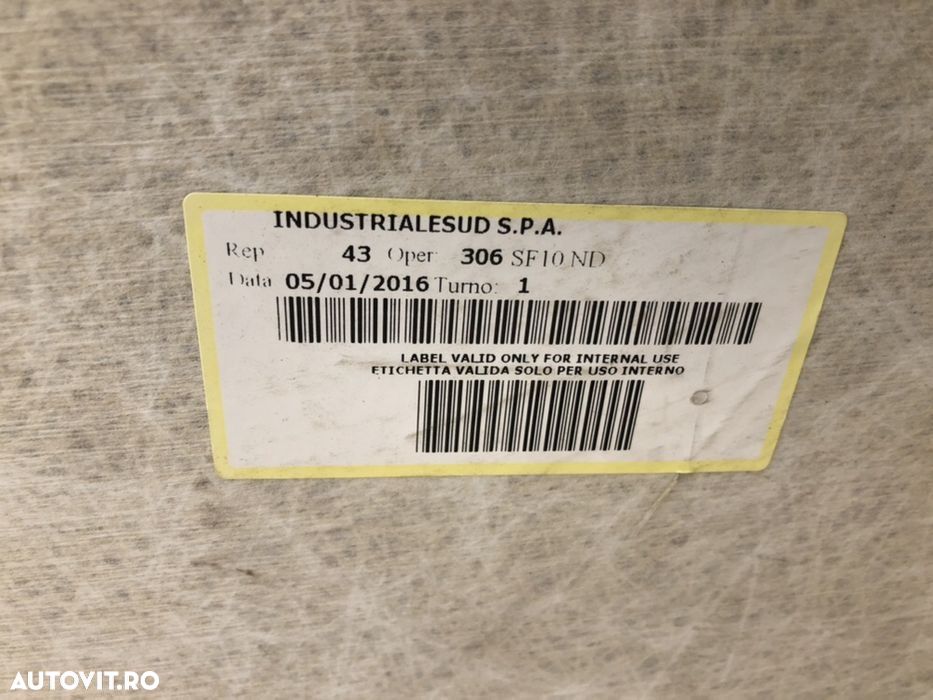 INDUSTRIALESUD S.P.A.
Rep 43 Oper: 306 SF10 ND
Data 05/01/2016 Turno: 1
LABEL VALID ONLY FOR INTERNAL USE
ETICHETTA VALIDA SOLO PER USO INTERNO
AUTOVIT.RO